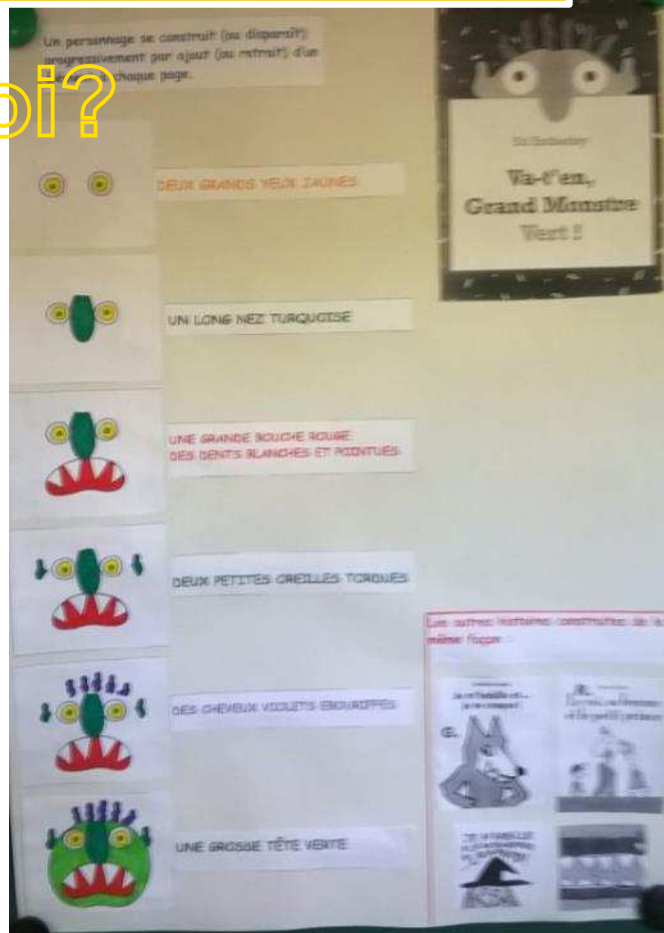 Un personnage se construit (ou disparaît)
progressivement par ajout (ou retrait) d'un
chaque page.
oi?
DEUX GRANDS YEUX JAUNES
UN LONG NEZ TURQUOISE
UNE GRANDE BOUCHE ROUGE
DES DENTS BLANCHES ET POINTUES
DEUX PETITES OREILLES TORDUES
DES CHEVEUX VIOLETS EBOURIFFES
UNE GROSSE TÊTE VERTE
Ed Emberley
Va-t'en,
Grand Monstre
Vert !!
Les autres histoires construites de la
même façon :